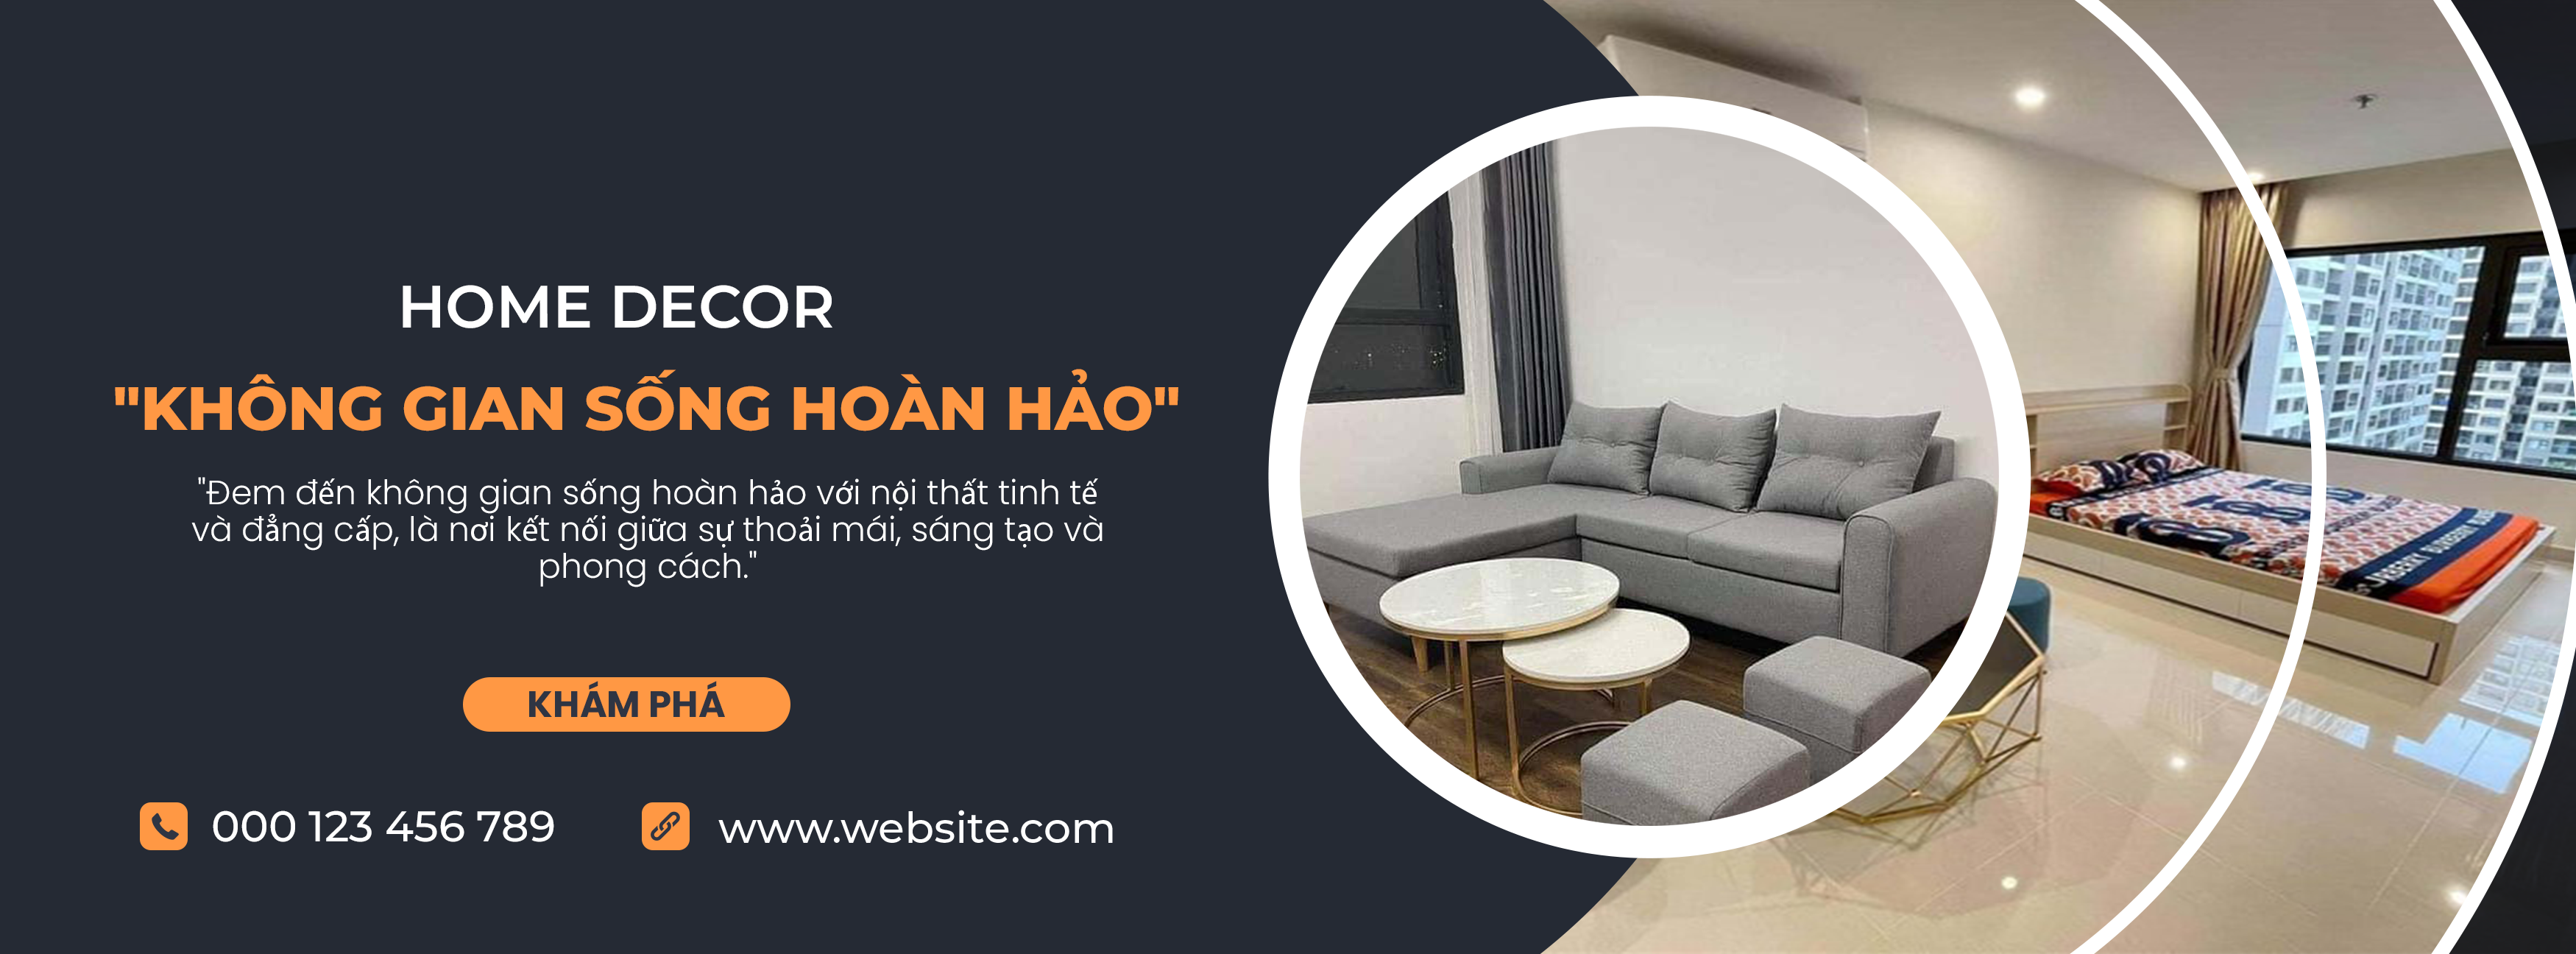 HOME DECOR
"KHÔNG GIAN SỐNG HOÀN HẢO"
"Đem đến không gian sống hoàn hảo với nội thất tinh tế
và đẳng cấp, là nơi kết nối giữa sự thoải mái, sáng tạo và
phong cách."
KHÁM PHÁ
000 123 456 789
www.website.com